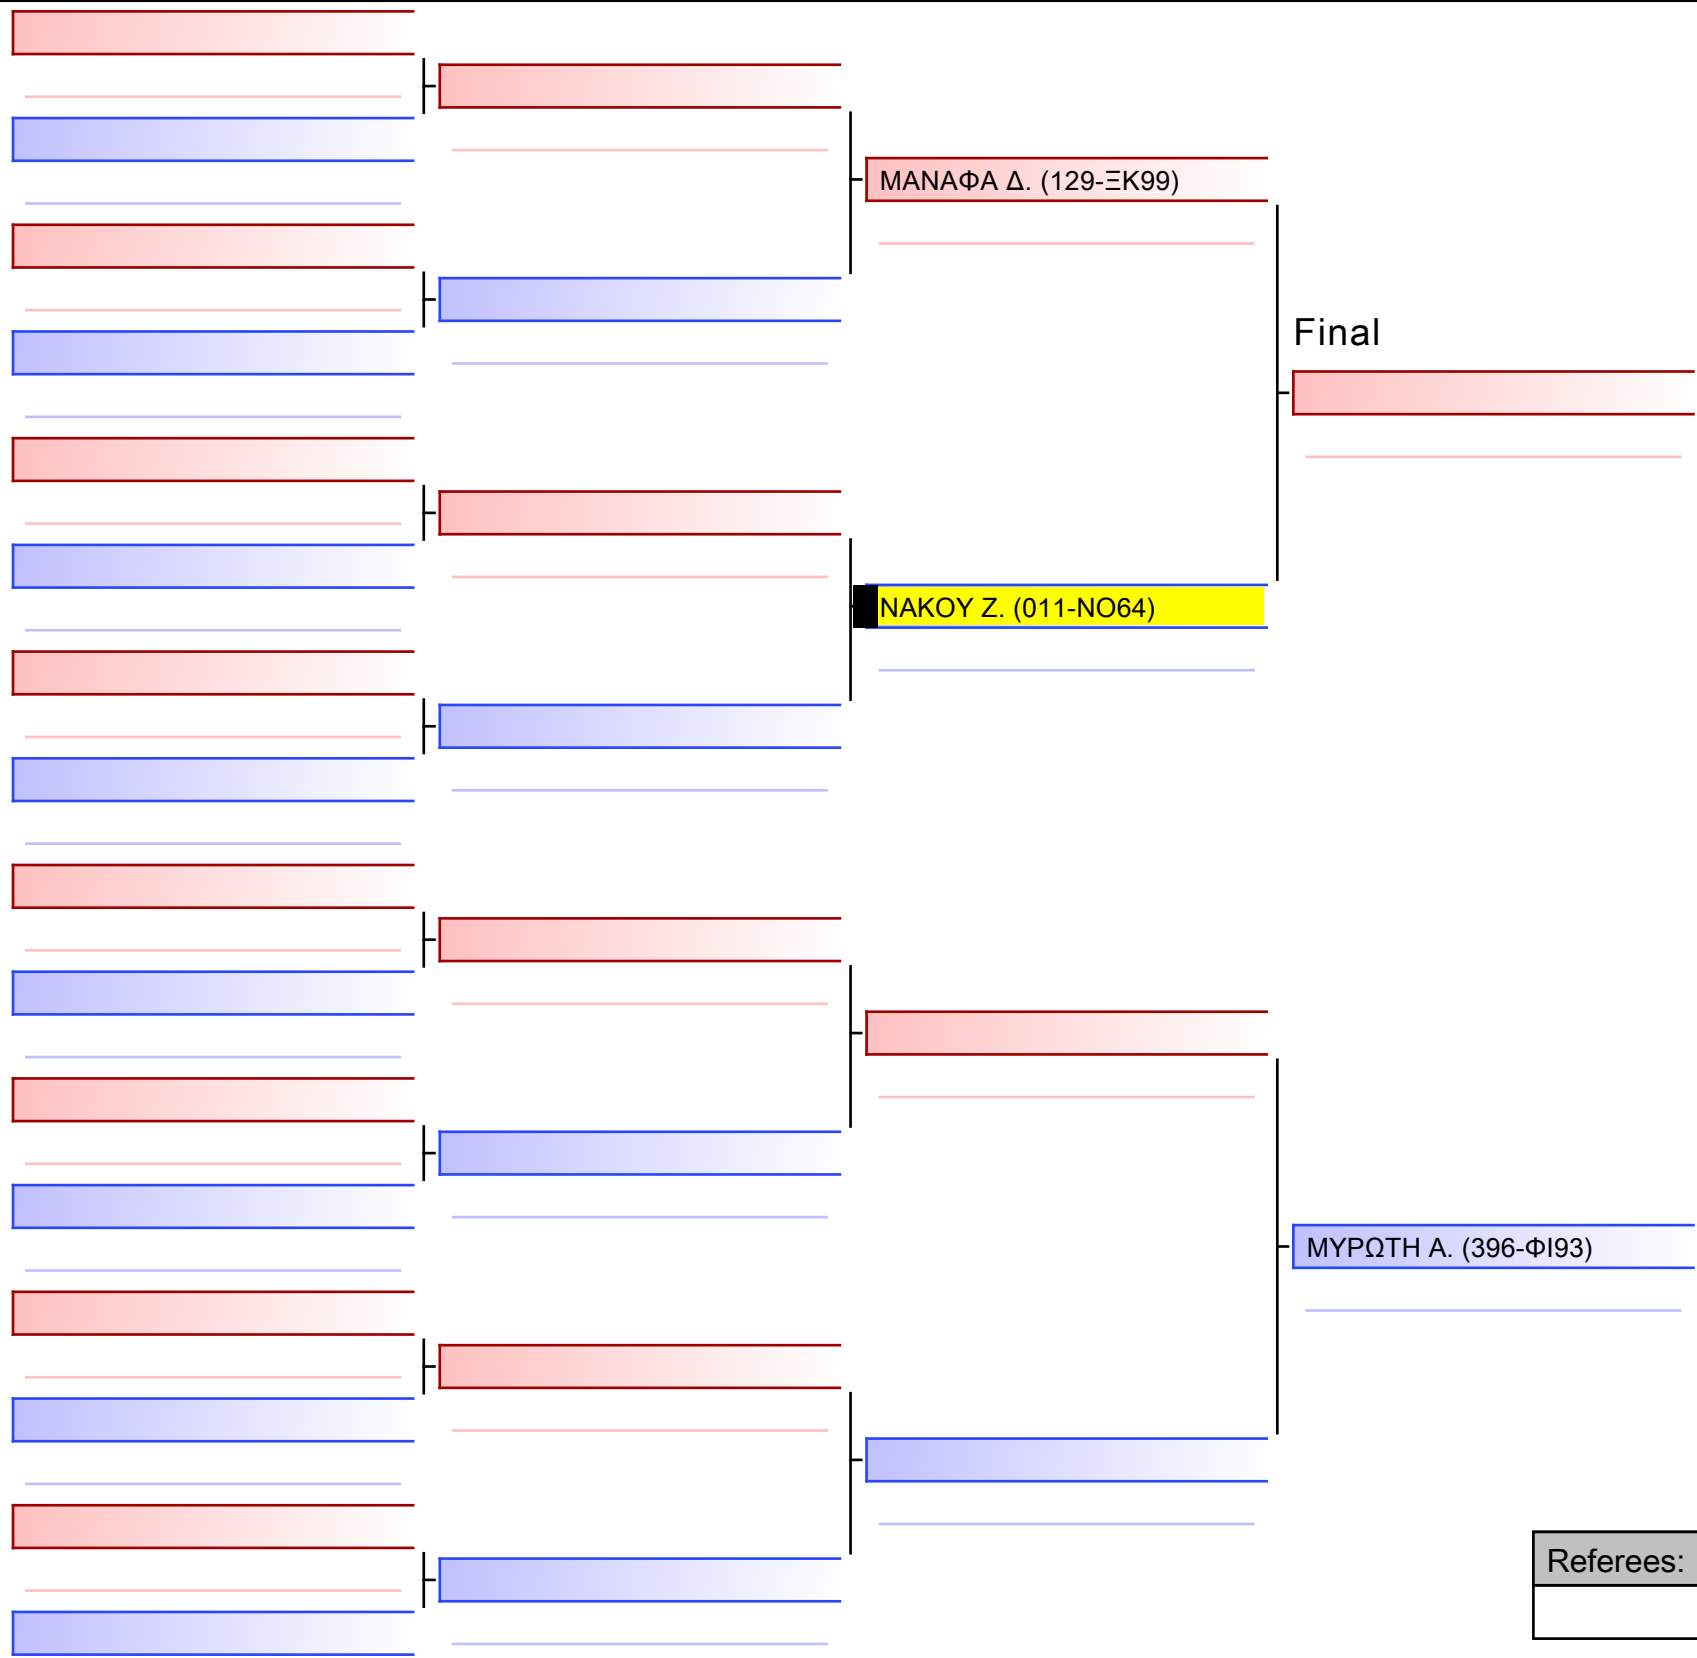 ΜΑΝΑΦΑ Δ. (129-ΞΚ99)
Final
ΝΑΚΟΥ Ζ. (011-ΝΟ64)
ΜΥΡΩΤΗ Α. (396-ΦΙ93)
Referees: